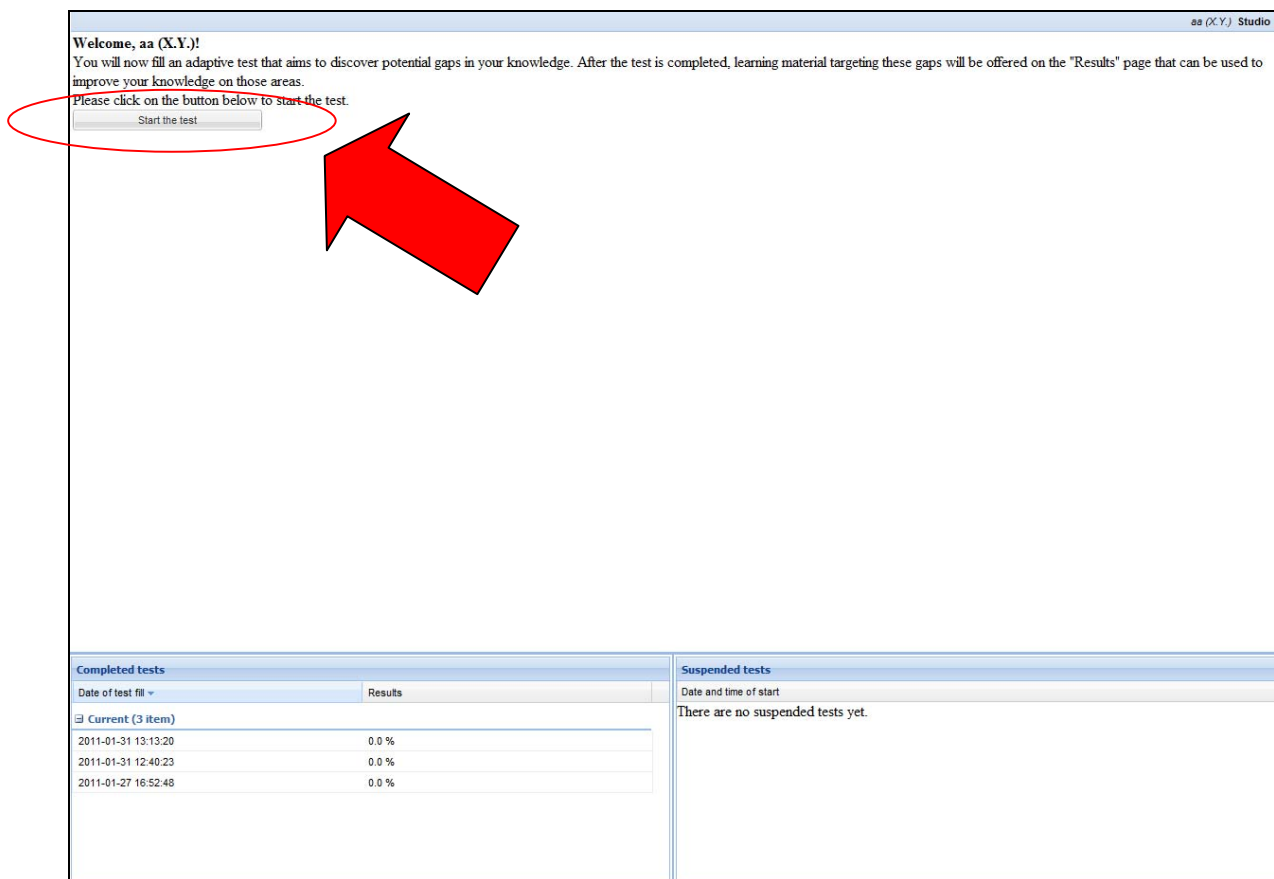 aa (X.Y.) Studio
Welcome, aa (X.Y.)!
You will now fill an adaptive test that aims to discover potential gaps in your knowledge. After the test is completed, learning material targeting these gaps will be offered on the "Results" page that can be used to
improve your knowledge on those areas.
Please click on the button below to start the test.
Start the test
Completed tests
Date of test fill
Results
Current (3 item)
2011-01-31 13:13:20 0.0 %
2011-01-31 12:40:23 0.0 %
2011-01-27 16:52:48 0.0 %
Suspended tests
Date and time of start
There are no suspended tests yet.